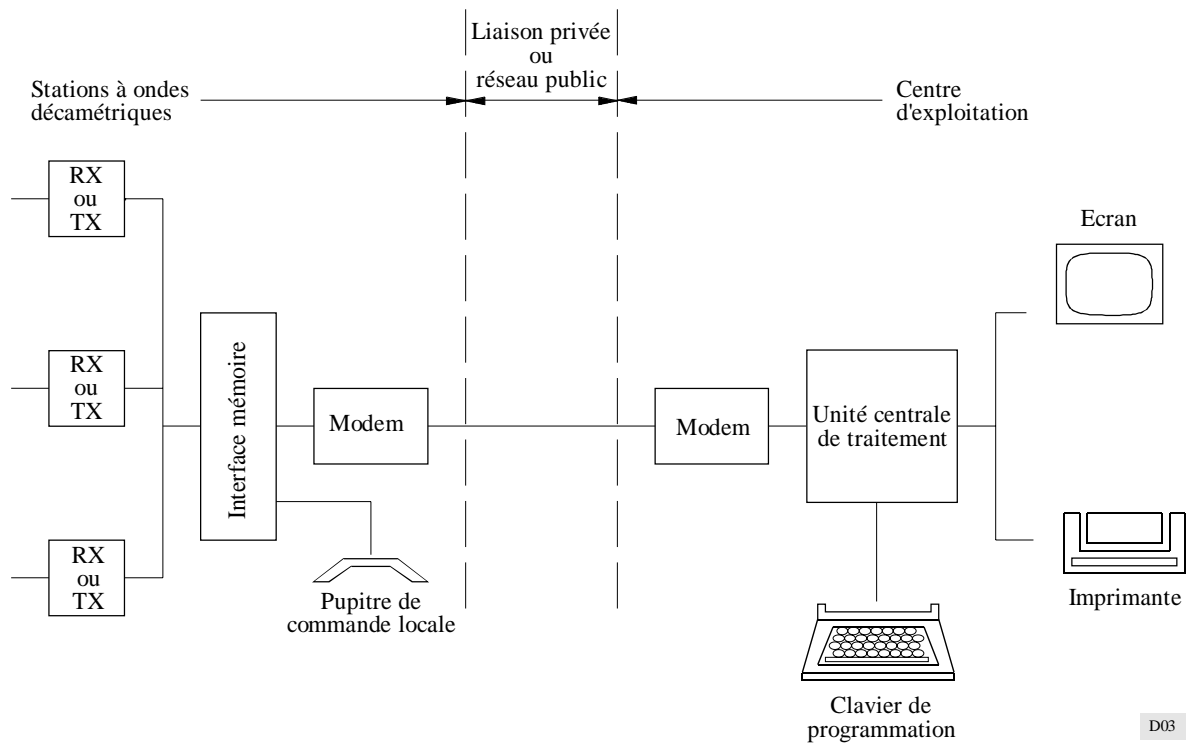 Liaison privée
ou
réseau public
Stations à ondes
décamétriques
Centre
d'exploitation
RX
ou
TX
Ecran
RX
ou
TX
Interface mémoire
Modem
Modem
Unité centrale
de traitement
RX
ou
TX
Pupitre de
commande locale
Imprimante
Clavier de
programmation
D03